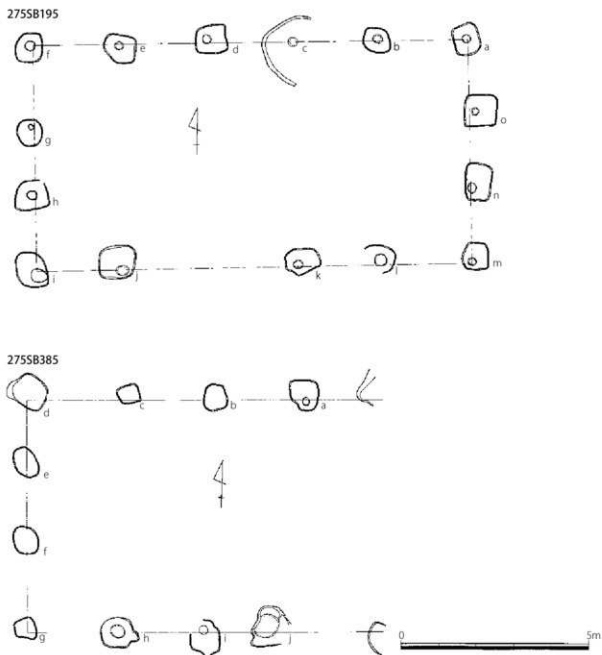 275SB195
f e d c b a
g o
h n
i j k l m
275SB385
d c b a
e
f
g h i j
0 5m